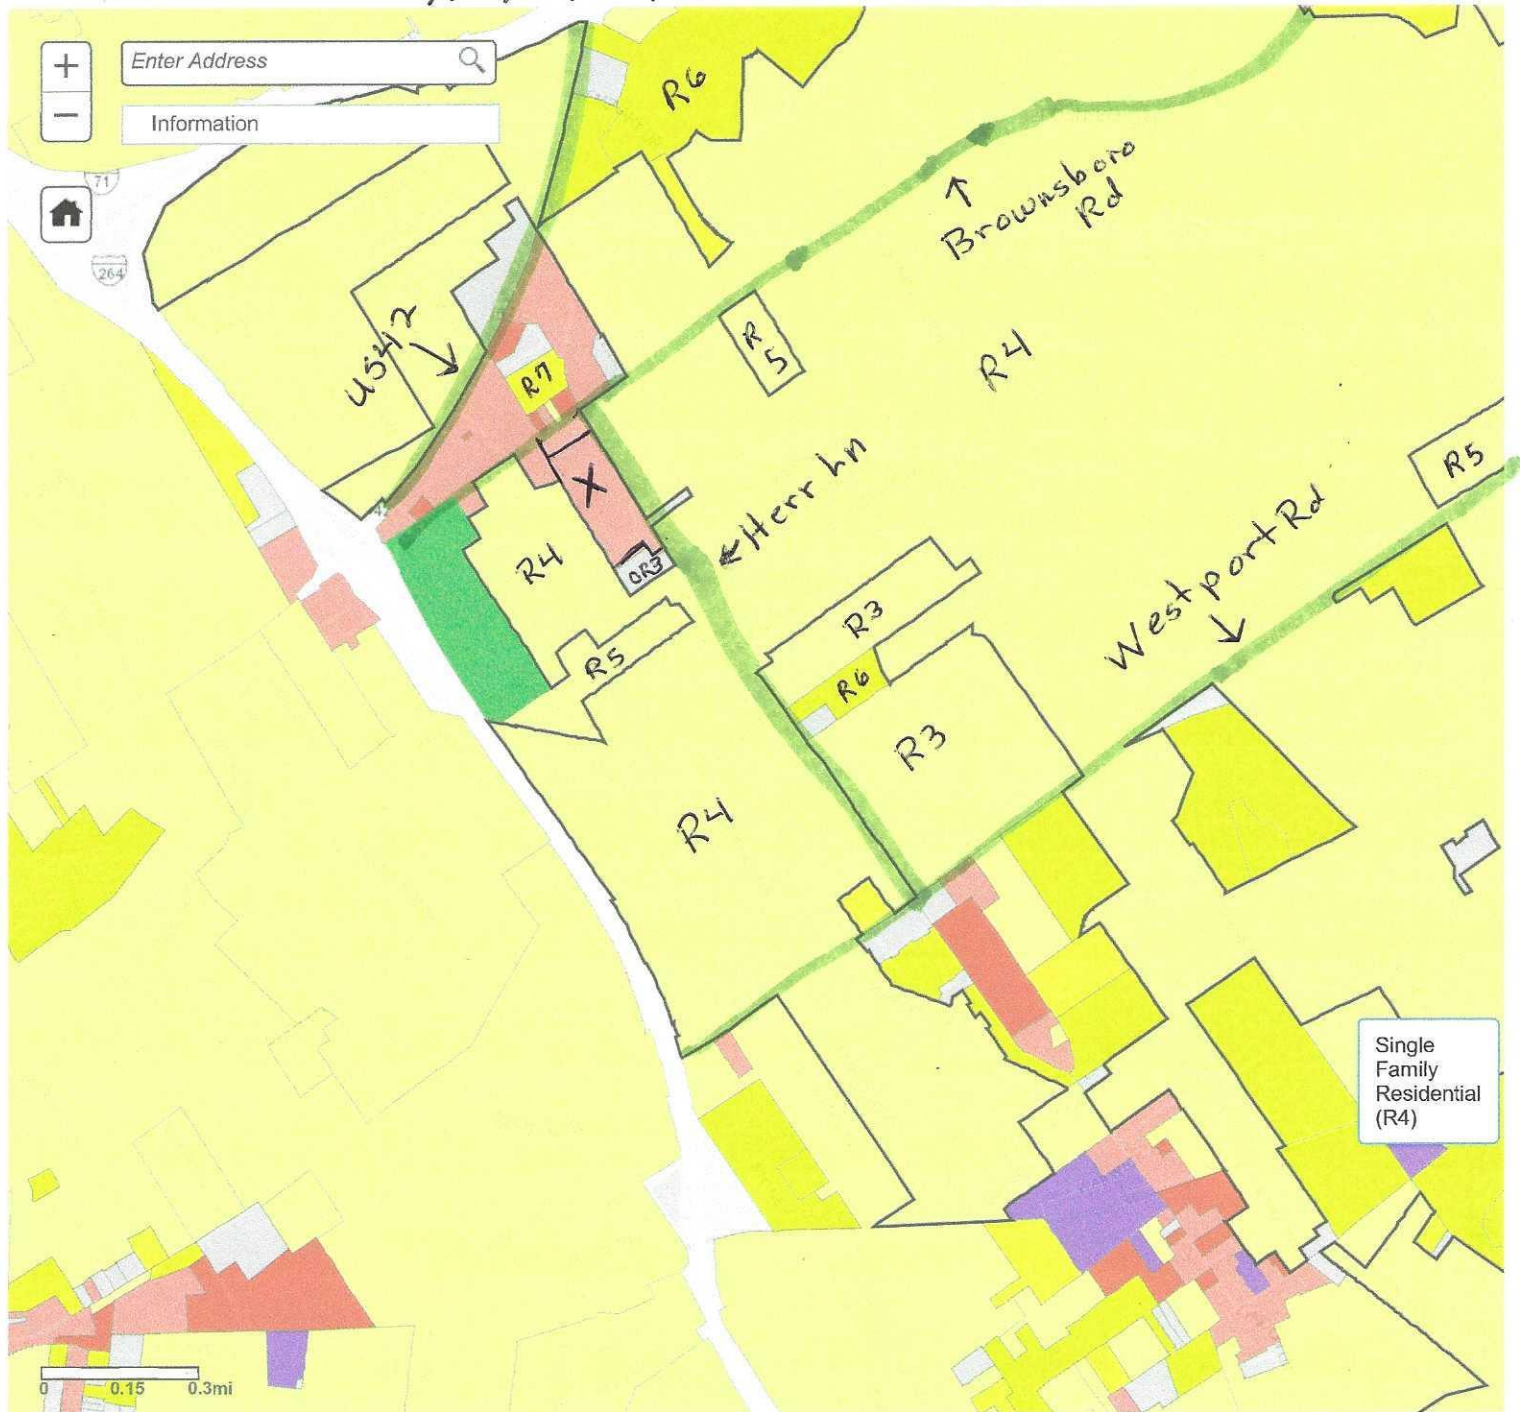 +
Enter Address
−
Information
71
264
R6
↑
Brownsboro
Rd
US42
R7
R
5
R4
X
←Herr Ln
R5
R4
OR3
R3
R5
R6
Westport Rd
R3
R4
Single
Family
Residential
(R4)
0 0.15 0.3mi